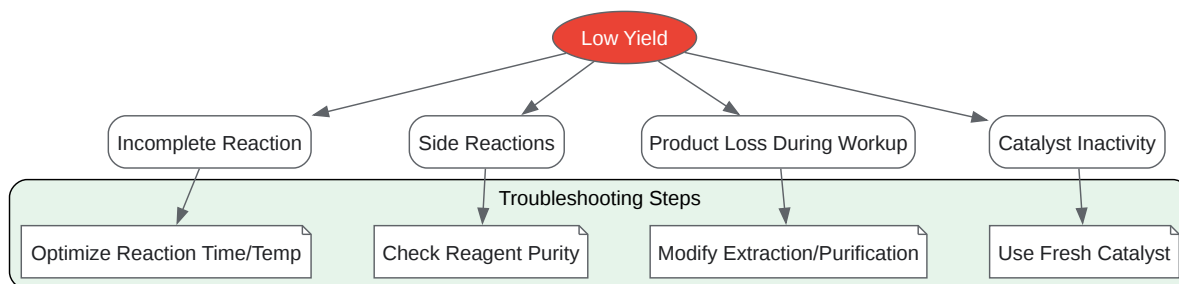 Low Yield
Incomplete Reaction
Side Reactions
Product Loss During Workup
Catalyst Inactivity
Troubleshooting Steps
Optimize Reaction Time/Temp
Check Reagent Purity
Modify Extraction/Purification
Use Fresh Catalyst